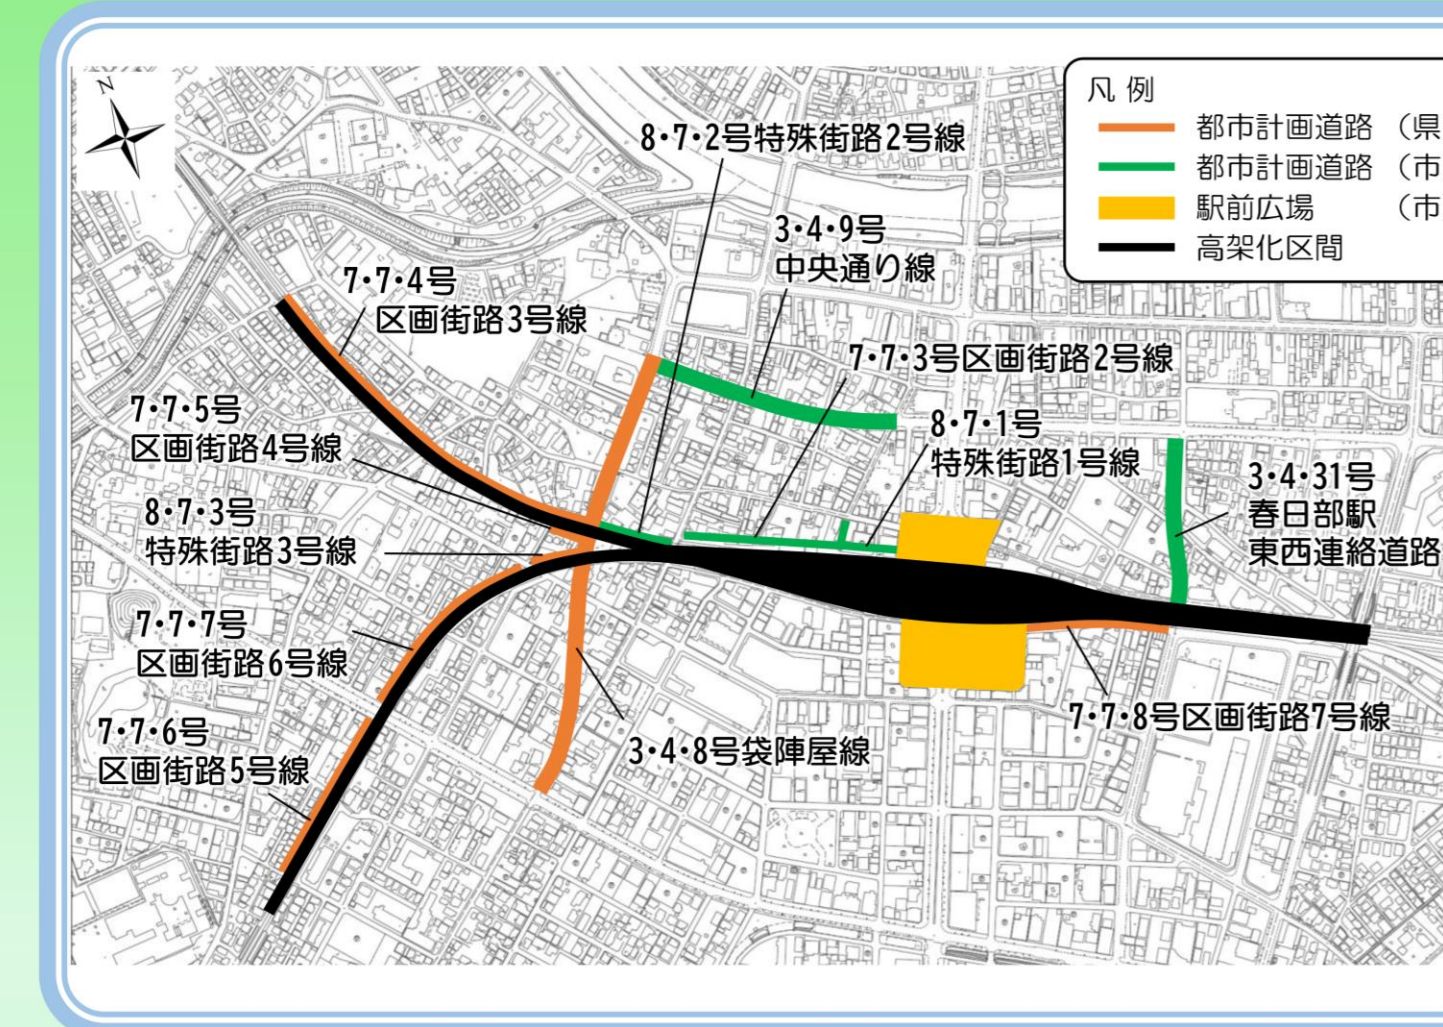 N
凡 例
都市計画道路 （県
都市計画道路 （市
駅前広場 （市
高架化区間
8・7・2号特殊街路2号線
3・4・9号
中央通り線
7・7・4号
区画街路3号線
7・7・3号区画街路2号線
7・7・5号
区画街路4号線
8・7・1号
特殊街路1号線
3・4・31号
春日部駅
東西連絡道路
8・7・3号
特殊街路3号線
7・7・7号
区画街路6号線
7・7・6号
区画街路5号線
3・4・8号袋陣屋線
7・7・8号区画街路7号線